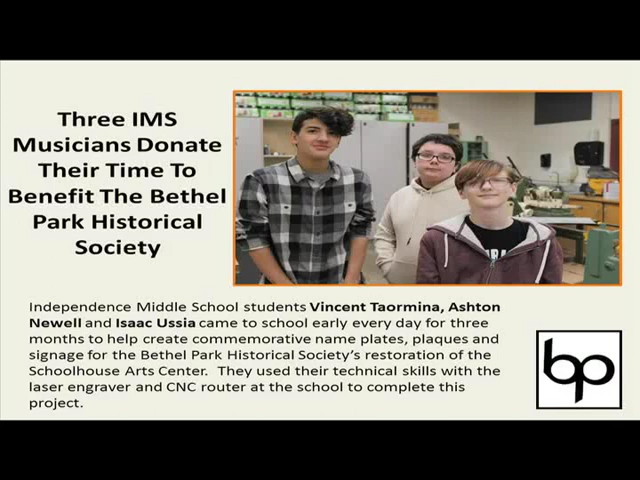 Three IMS
Musicians Donate
Their Time To
Benefit The Bethel
Park Historical
Society
Independence Middle School students Vincent Taormina, Ashton
Newell and Isaac Ussia came to school early every day for three
months to help create commemorative name plates, plaques and
signage for the Bethel Park Historical Society's restoration of the
Schoolhouse Arts Center.  They used their technical skills with the
laser engraver and CNC router at the school to complete this
project.
bp